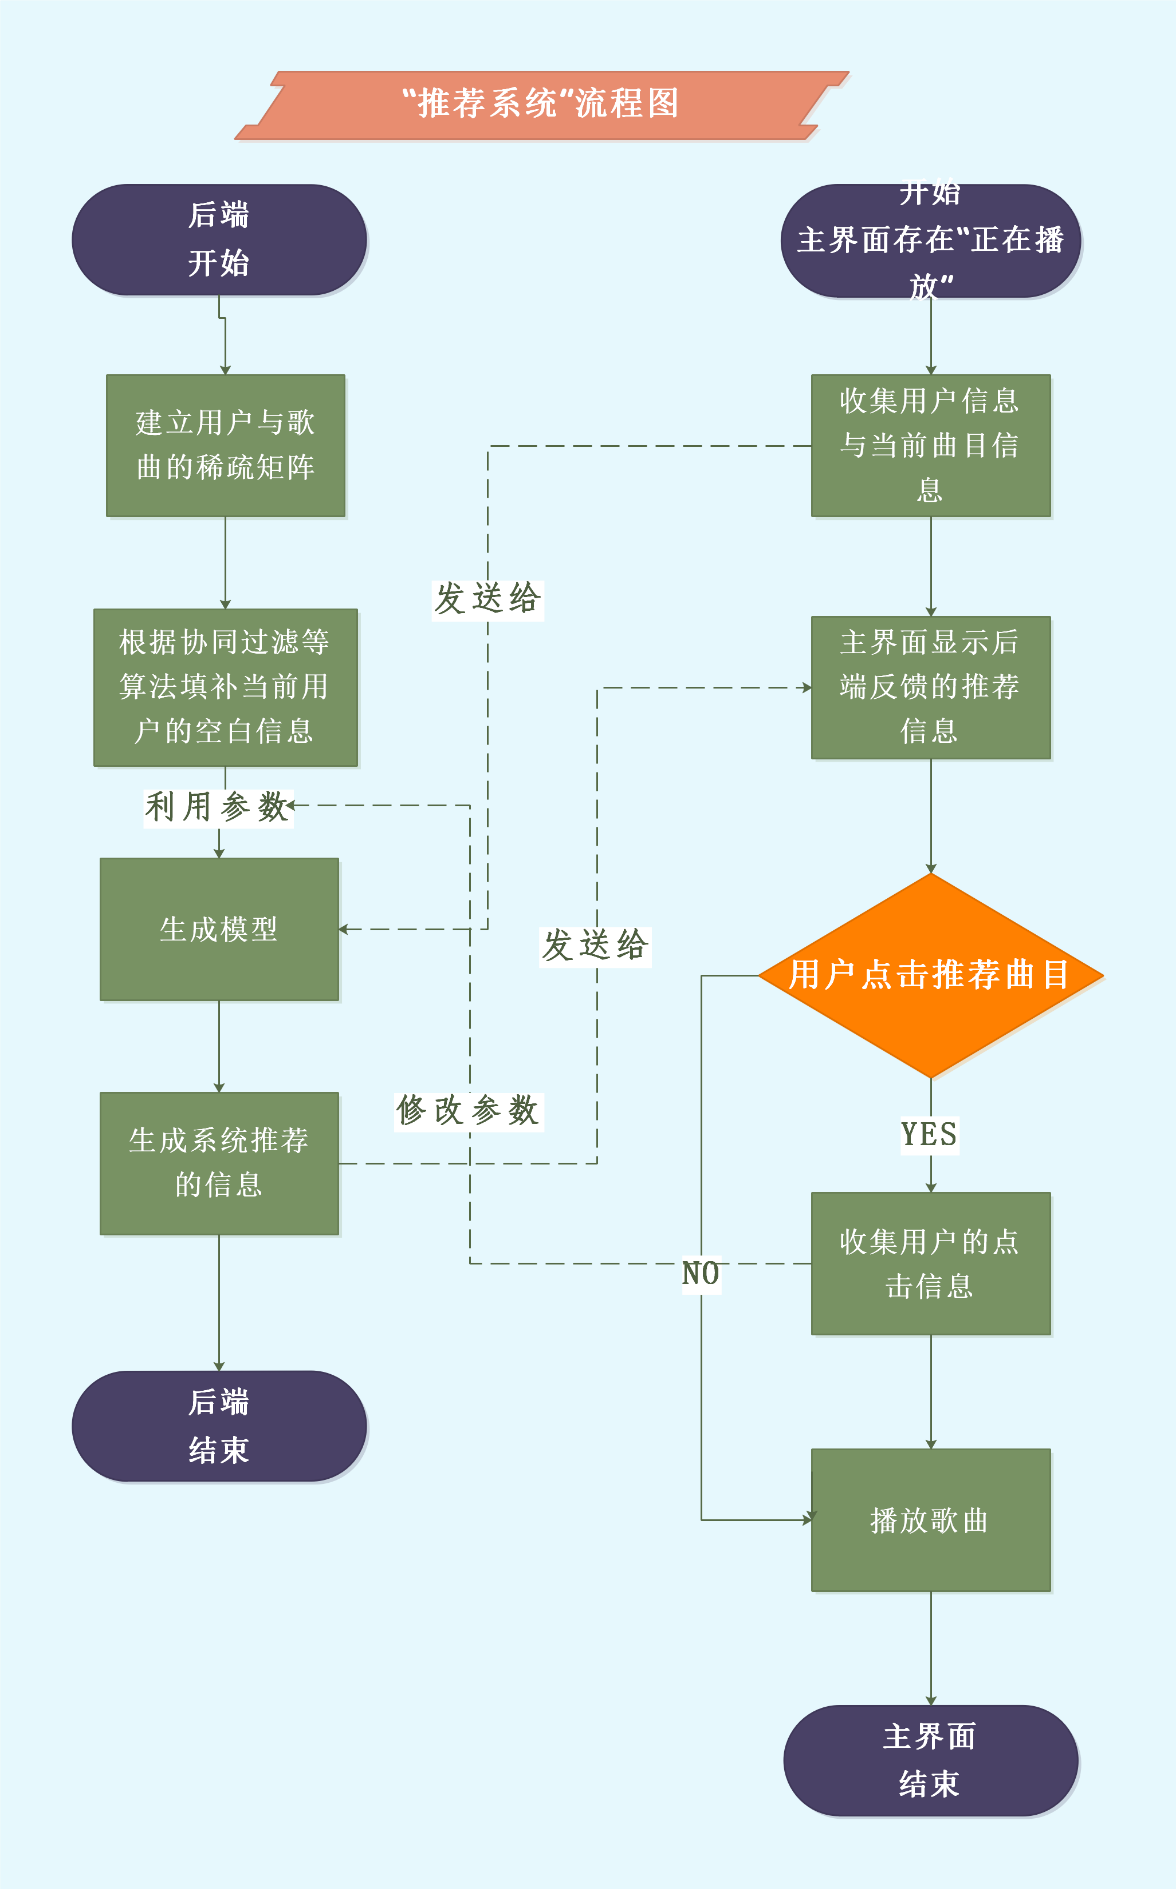 “推荐系统”流程图
后端
开始
建立用户与歌
曲的稀疏矩阵
根据协同过滤等
算法填补当前用
户的空白信息
利用参数
生成模型
生成系统推荐
的信息
后端
结束
发送给
发送给
修改参数
开始
主界面存在“正在播
放”
收集用户信息
与当前曲目信
息
主界面显示后
端反馈的推荐
信息
用户点击推荐曲目
YES
NO
收集用户的点
击信息
播放歌曲
主界面
结束